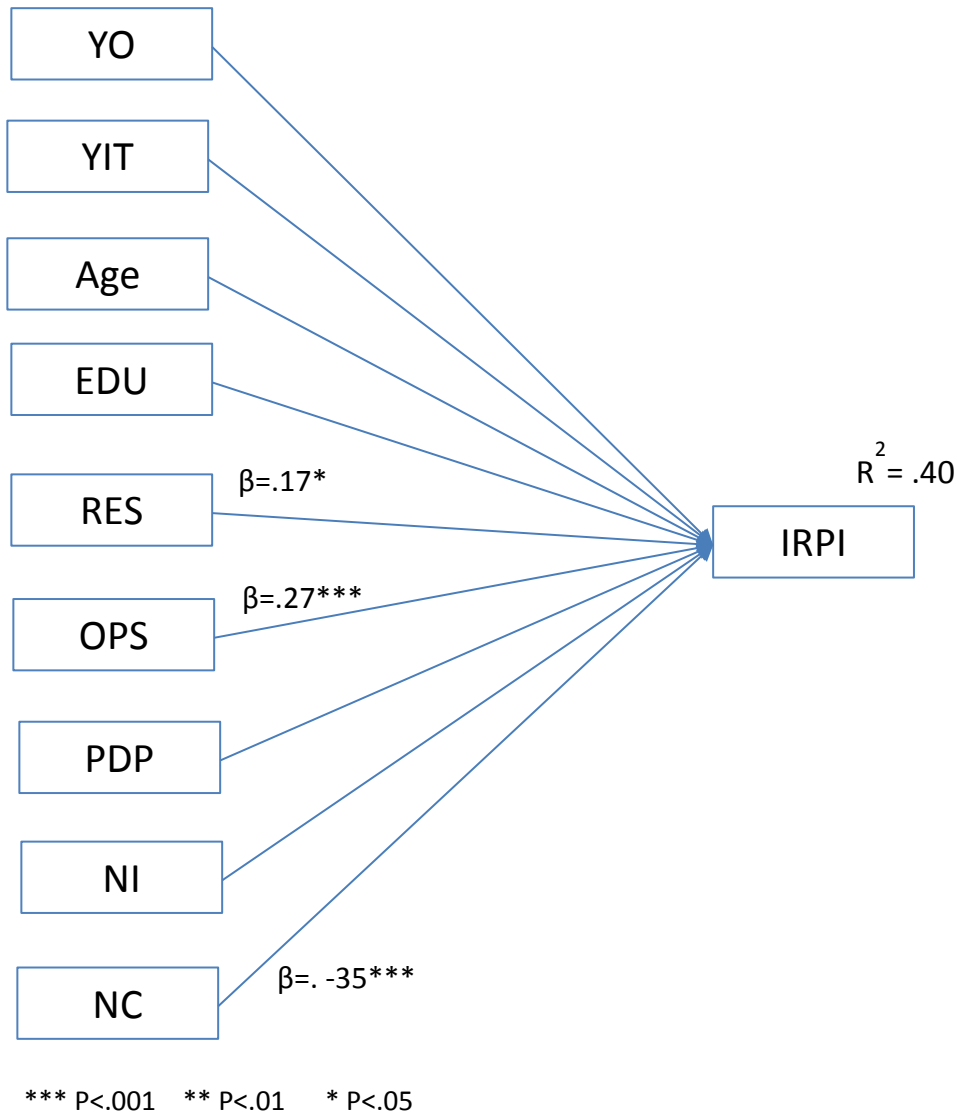 YO
YIT
Age
EDU
RES
β=.17*
R2= .40
IRPI
OPS
β=.27***
PDP
NI
NC
β=. -35***
*** P<.001 ** P<.01 * P<.05